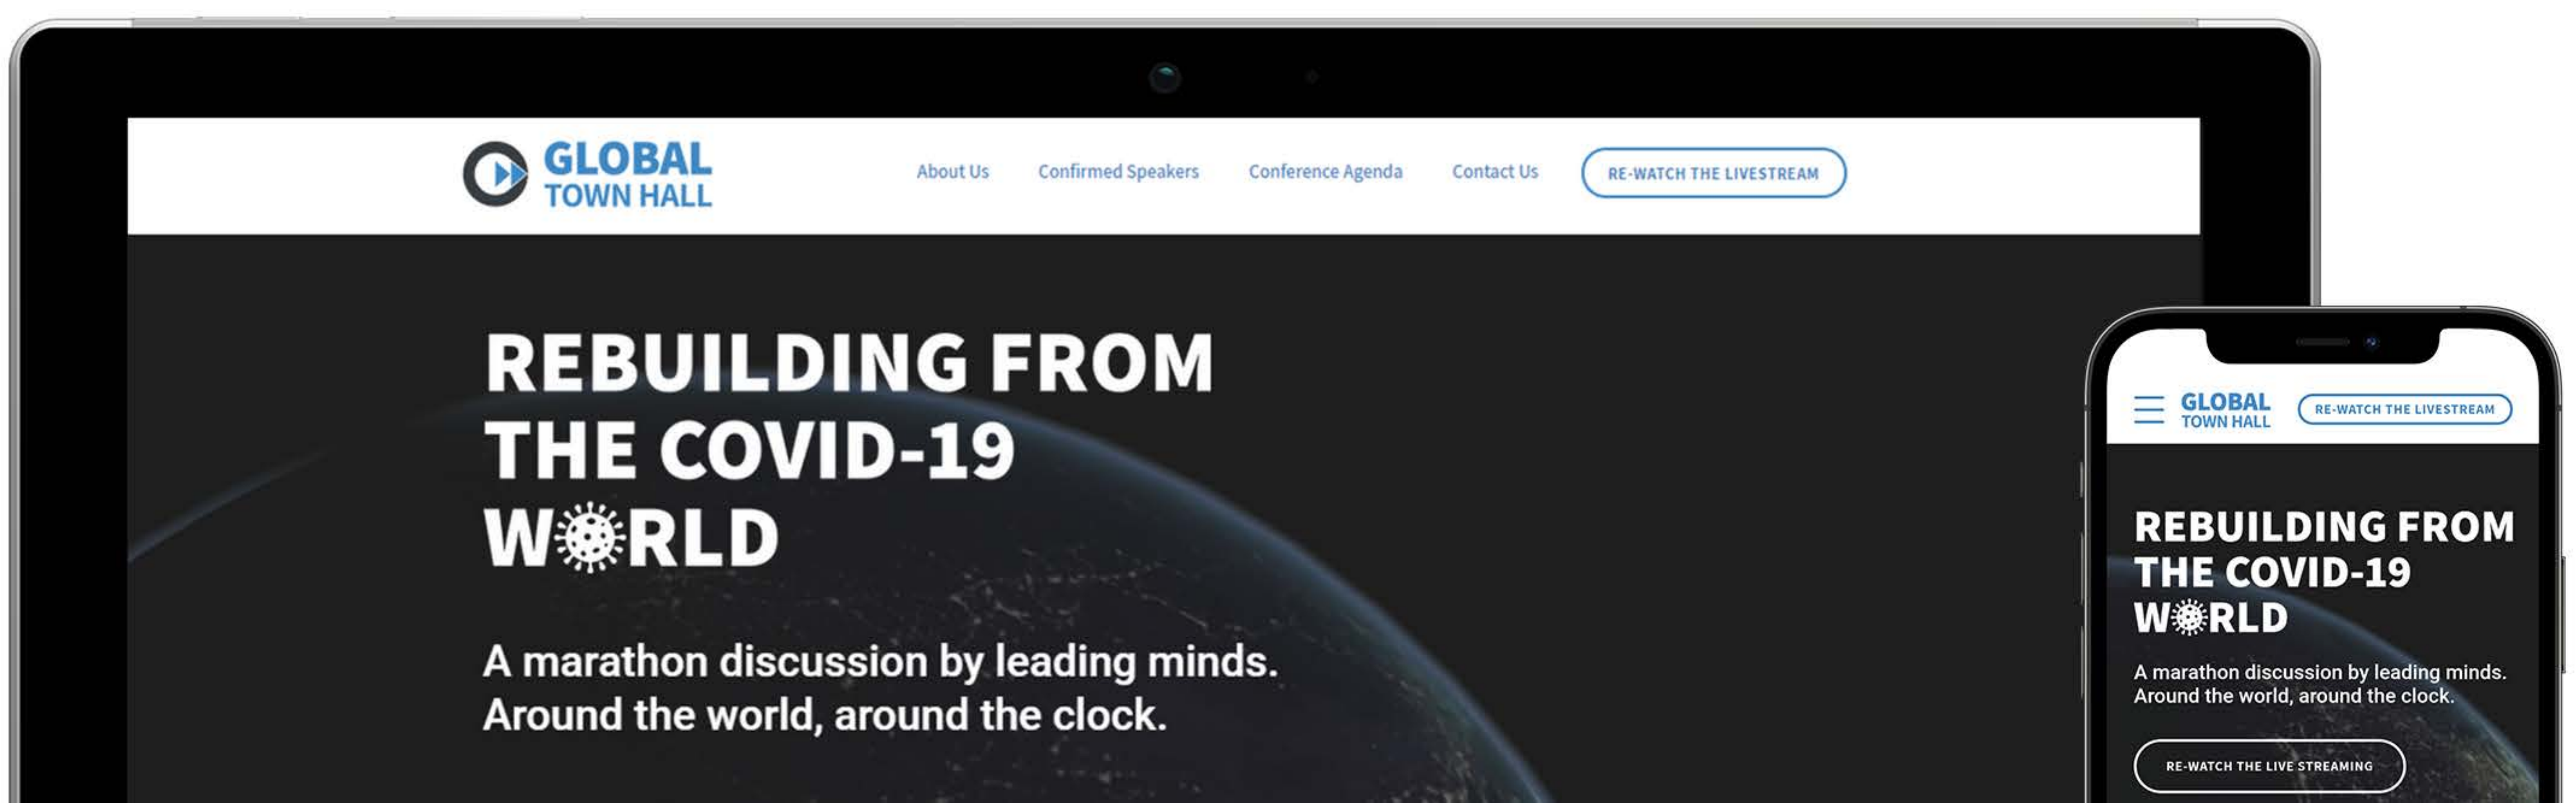 GLOBAL
TOWN HALL
About Us
Confirmed Speakers
Conference Agenda
Contact Us
RE-WATCH THE LIVESTREAM
REBUILDING FROM
THE COVID-19
WORLD
A marathon discussion by leading minds.
Around the world, around the clock.
GLOBAL
TOWN HALL
RE-WATCH THE LIVESTREAM
REBUILDING FROM
THE COVID-19
WORLD
A marathon discussion by leading minds.
Around the world, around the clock.
RE-WATCH THE LIVE STREAMING